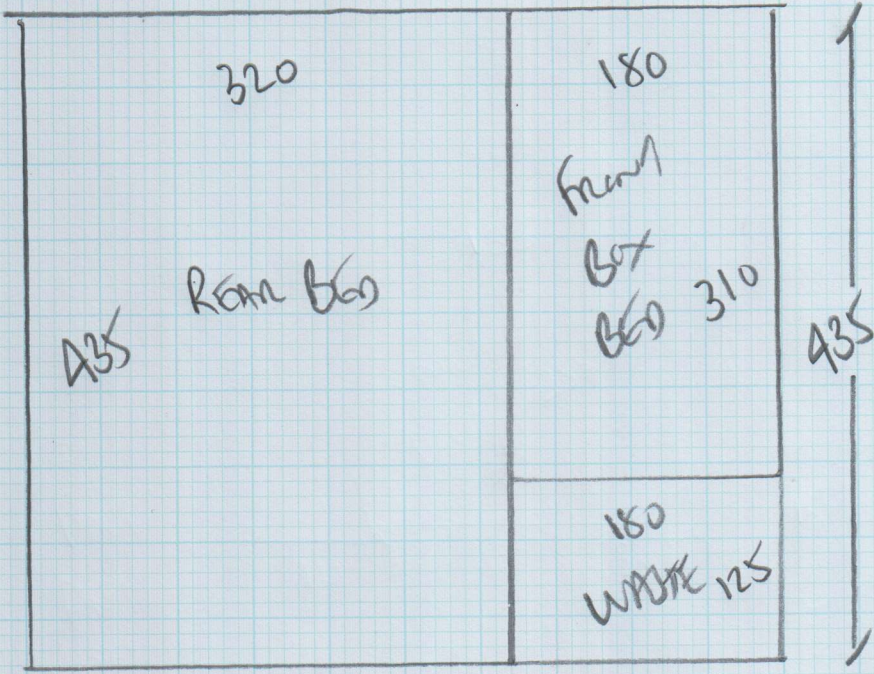 320
180
FRONT
BOX
BED 310
REAR BED
435
435
180
WASTE 125